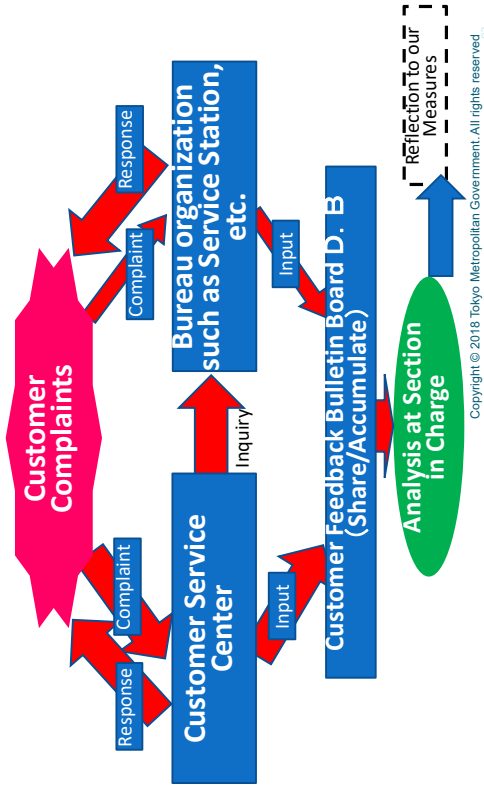 Customer
Complaints
Response
Complaint
Complaint
Response
Customer Service
Center
Inquiry
Bureau organization
such as Service Station,
etc.
Input
Input
Customer Feedback Bulletin Board D. B
(Share/Accumulate)
Analysis at Section
in Charge
Reflection to our
Measures
Copyright © 2018 Tokyo Metropolitan Government. All rights reserved